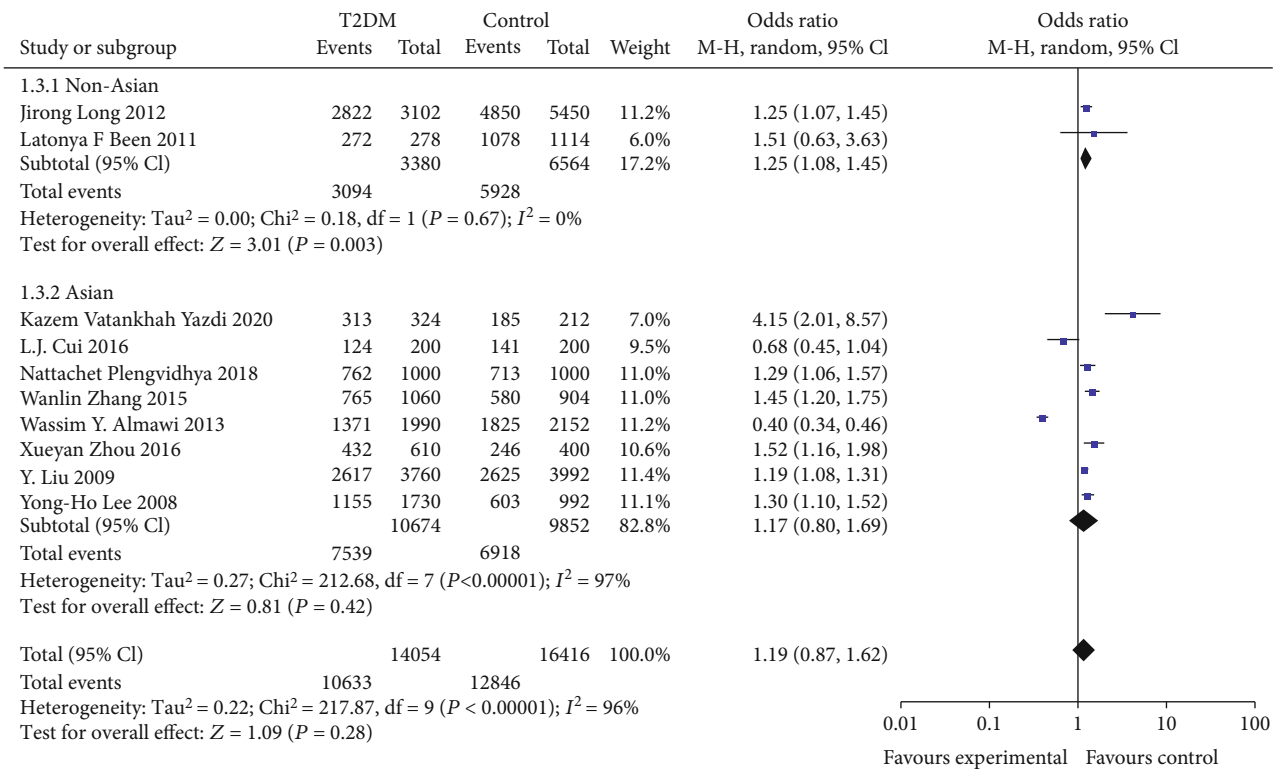 T2DM Control Odds ratio Odds ratio
Study or subgroup Events Total Events Total Weight M-H, random, 95% Cl M-H, random, 95% Cl
1.3.1 Non-Asian
Jirong Long 2012 2822 3102 4850 5450 11.2% 1.25 (1.07, 1.45)
Latonya F Been 2011 272 278 1078 1114 6.0% 1.51 (0.63, 3.63)
Subtotal (95% Cl) 3380 6564 17.2% 1.25 (1.08, 1.45)
Total events 3094 5928
Heterogeneity: Tau² = 0.00; Chi² = 0.18, df = 1 (P = 0.67); I² = 0%
Test for overall effect: Z = 3.01 (P = 0.003)
1.3.2 Asian
Kazem Vatankhah Yazdi 2020 313 324 185 212 7.0% 4.15 (2.01, 8.57)
L.J. Cui 2016 124 200 141 200 9.5% 0.68 (0.45, 1.04)
Nattachet Plengvidhya 2018 762 1000 713 1000 11.0% 1.29 (1.06, 1.57)
Wanlin Zhang 2015 765 1060 580 904 11.0% 1.45 (1.20, 1.75)
Wassim Y. Almawi 2013 1371 1990 1825 2152 11.2% 0.40 (0.34, 0.46)
Xueyan Zhou 2016 432 610 246 400 10.6% 1.52 (1.16, 1.98)
Y. Liu 2009 2617 3760 2625 3992 11.4% 1.19 (1.08, 1.31)
Yong-Ho Lee 2008 1155 1730 603 992 11.1% 1.30 (1.10, 1.52)
Subtotal (95% Cl) 10674 9852 82.8% 1.17 (0.80, 1.69)
Total events 7539 6918
Heterogeneity: Tau² = 0.27; Chi² = 212.68, df = 7 (P<0.00001); I² = 97%
Test for overall effect: Z = 0.81 (P = 0.42)
Total (95% Cl) 14054 16416 100.0% 1.19 (0.87, 1.62)
Total events 10633 12846
Heterogeneity: Tau² = 0.22; Chi² = 217.87, df = 9 (P < 0.00001); I² = 96%
Test for overall effect: Z = 1.09 (P = 0.28)
0.01 0.1 1 10 100
Favours experimental Favours control